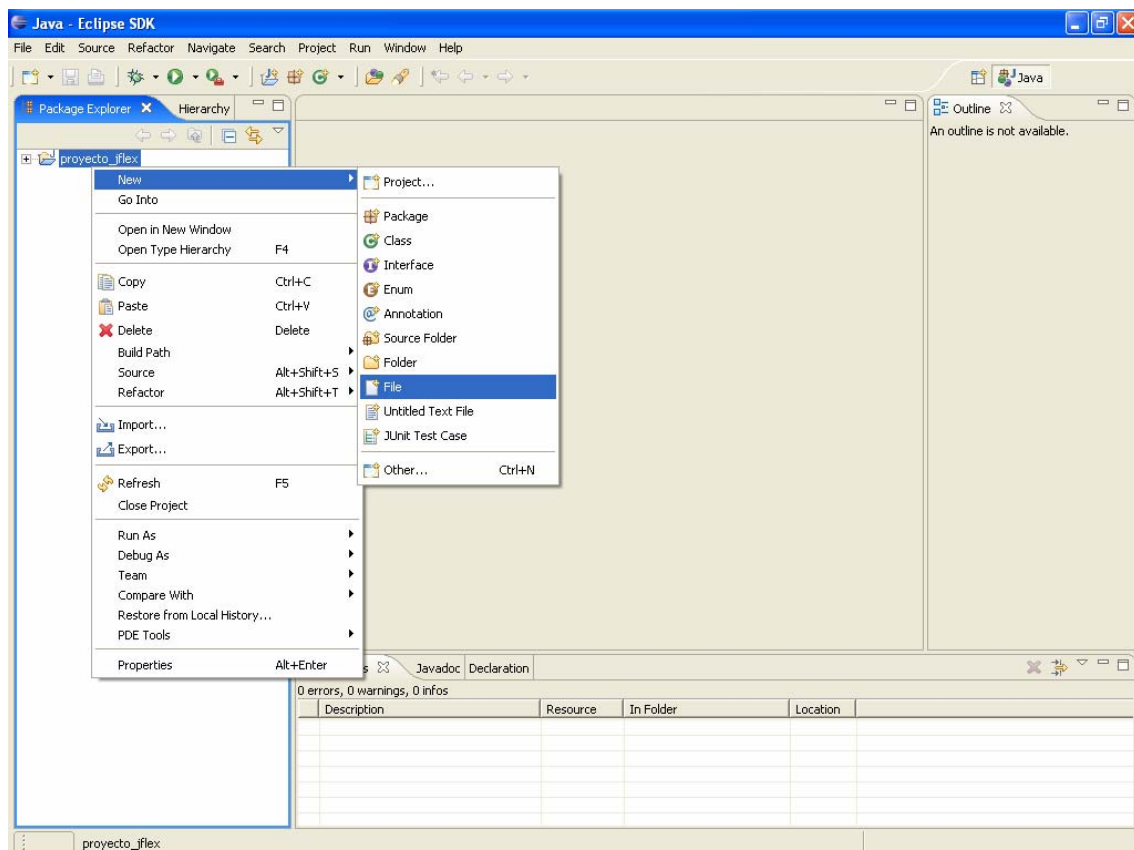 Java - Eclipse SDK
File Edit Source Refactor Navigate Search Project Run Window Help
Java
Package Explorer Hierarchy
Outline
An outline is not available.
proyecto_jflex
New
Go Into
Open in New Window
Open Type Hierarchy F4
Copy Ctrl+C
Paste Ctrl+V
Delete Delete
Build Path
Source Alt+Shift+S
Refactor Alt+Shift+T
Import...
Export...
Refresh F5
Close Project
Run As
Debug As
Team
Compare With
Restore from Local History...
PDE Tools
Properties Alt+Enter
Project...
Package
Class
Interface
Enum
Annotation
Source Folder
Folder
File
Untitled Text File
JUnit Test Case
Other... Ctrl+N
Javadoc Declaration
0 errors, 0 warnings, 0 infos
Description Resource In Folder Location
proyecto_jflex